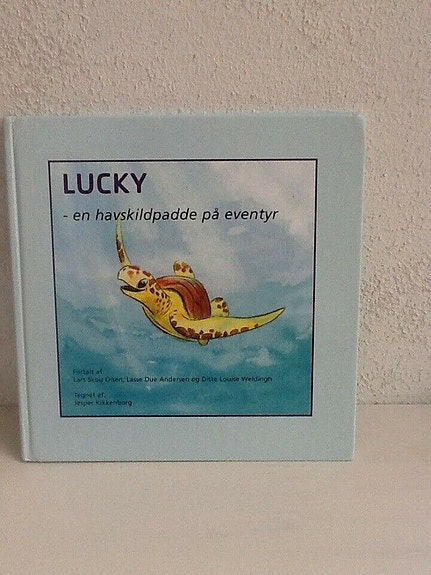 LUCKY
- en havskildpadde på eventyr
Fortalt af
Lars Skou Olsen, Lasse Due Andersen og Ditte Louise Weldingh
Tegnet af
Jesper Kikkenborg